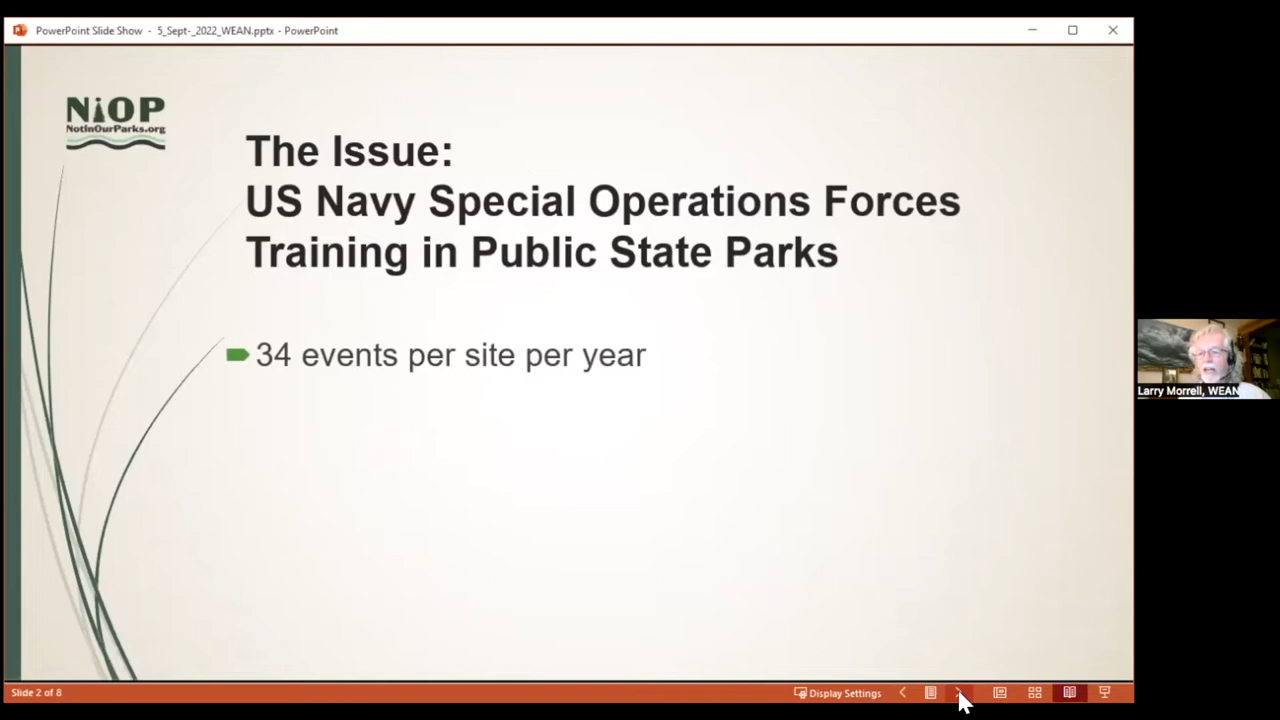 PowerPoint Slide Show - 5_Sept-_2022_WEAN.pptx - PowerPoint
NiOP
NotInOurParks.org
The Issue:
US Navy Special Operations Forces
Training in Public State Parks
34 events per site per year
Larry Morrell, WEAN
Slide 2 of 8
Display Settings